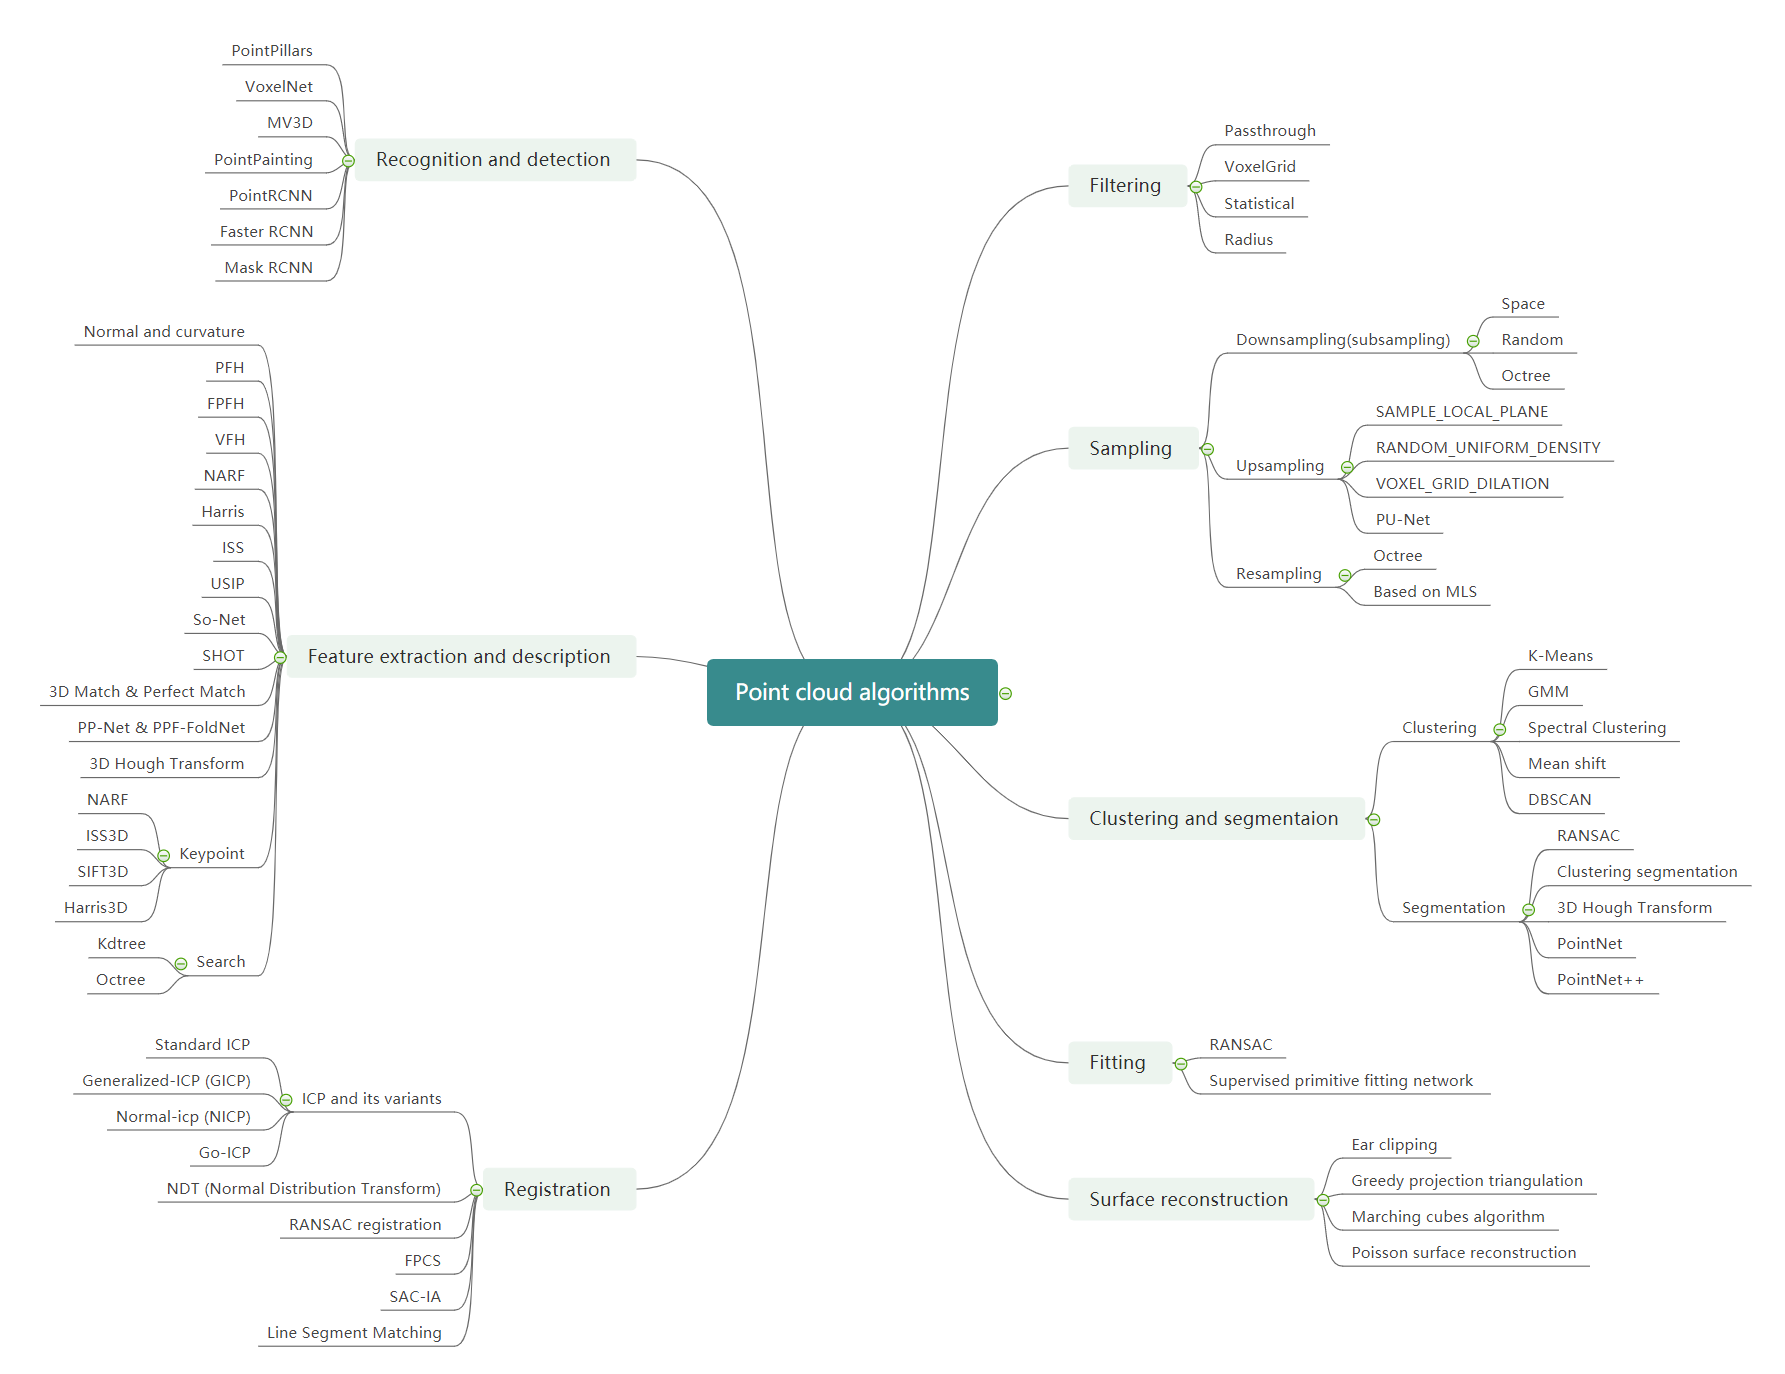 Point cloud algorithms
Recognition and detection
PointPillars
VoxelNet
MV3D
PointPainting
PointRCNN
Faster RCNN
Mask RCNN
Feature extraction and description
Normal and curvature
PFH
FPFH
VFH
NARF
Harris
ISS
USIP
So-Net
SHOT
3D Match & Perfect Match
PP-Net & PPF-FoldNet
3D Hough Transform
Keypoint
NARF
ISS3D
SIFT3D
Harris3D
Search
Kdtree
Octree
Registration
ICP and its variants
Standard ICP
Generalized-ICP (GICP)
Normal-icp (NICP)
Go-ICP
NDT (Normal Distribution Transform)
RANSAC registration
FPCS
SAC-IA
Line Segment Matching
Filtering
Passthrough
VoxelGrid
Statistical
Radius
Sampling
Downsampling(subsampling)
Space
Random
Octree
Upsampling
SAMPLE_LOCAL_PLANE
RANDOM_UNIFORM_DENSITY
VOXEL_GRID_DILATION
PU-Net
Resampling
Octree
Based on MLS
Clustering and segmentaion
Clustering
K-Means
GMM
Spectral Clustering
Mean shift
DBSCAN
Segmentation
RANSAC
Clustering segmentation
3D Hough Transform
PointNet
PointNet++
Fitting
RANSAC
Supervised primitive fitting network
Surface reconstruction
Ear clipping
Greedy projection triangulation
Marching cubes algorithm
Poisson surface reconstruction